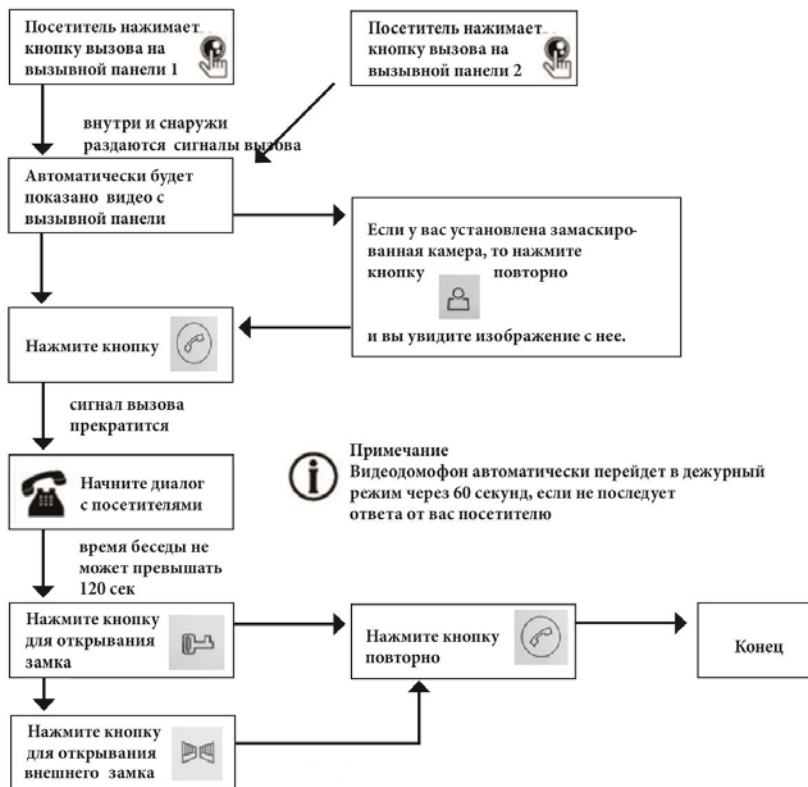 Посетитель нажимает
кнопку вызова на
вызывной панели 1
Посетитель нажимает
кнопку вызова на
вызывной панели 2
внутри и снаружи
раздаются сигналы вызова
Автоматически будет
показано видео с
вызывной панели
Если у вас установлена замаскиро-
ванная камера, то нажмите
кнопку повторно
и вы увидите изображение с нее.
Нажмите кнопку
сигнал вызова
прекратится
Начните диалог
с посетителями
Примечание
Видеодомофон автоматически перейдет в дежурный
режим через 60 секунд, если не последует
ответа от вас посетителю
время беседы не
может превышать
120 сек
Нажмите кнопку
для открывания
замка
Нажмите кнопку
повторно
Конец
Нажмите кнопку
для открывания
внешнего замка